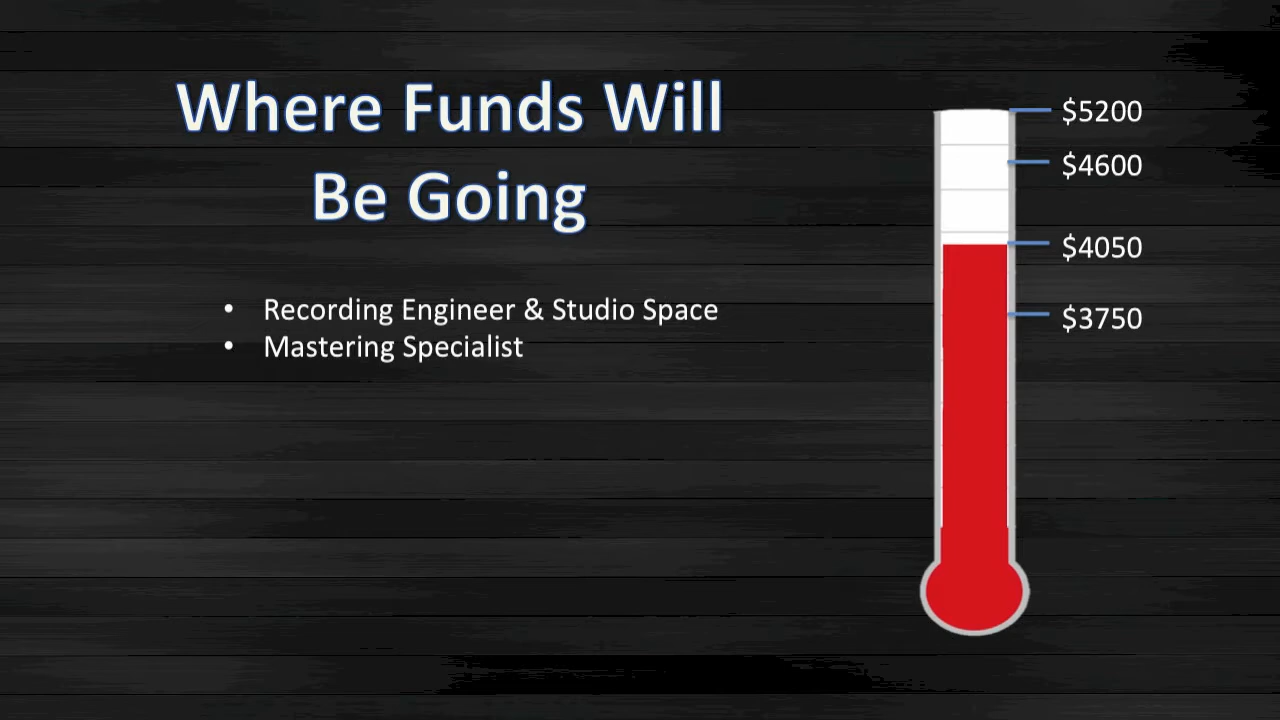 Where Funds Will
Be Going
• Recording Engineer & Studio Space
• Mastering Specialist
$5200
$4600
$4050
$3750